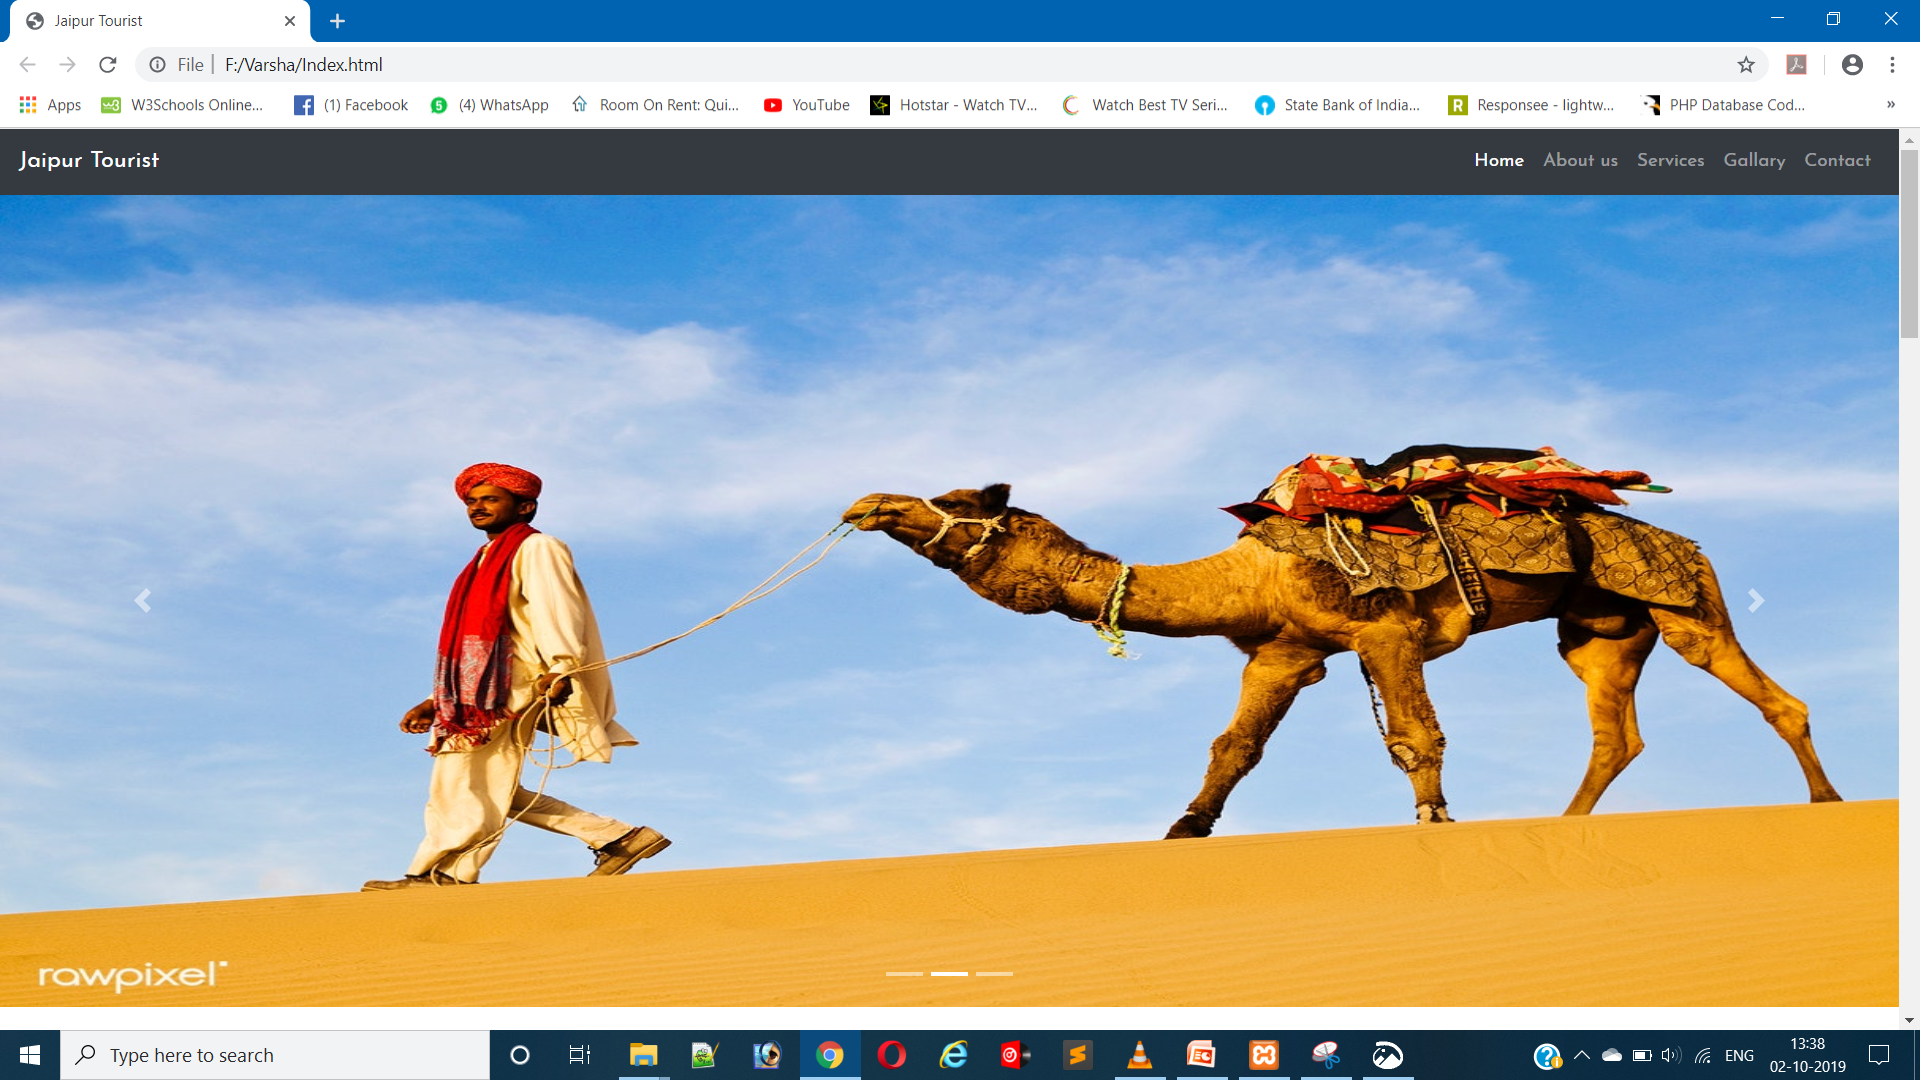 Jaipur Tourist
File | F:/Varsha/Index.html
Apps W3Schools Online... (1) Facebook (4) WhatsApp Room On Rent: Qui... YouTube Hotstar - Watch TV... Watch Best TV Seri... State Bank of India... Responsee - lightw... PHP Database Cod... »
Jaipur Tourist Home About us Services Gallary Contact
rawpixel
Type here to search ENG 13:38
02-10-2019